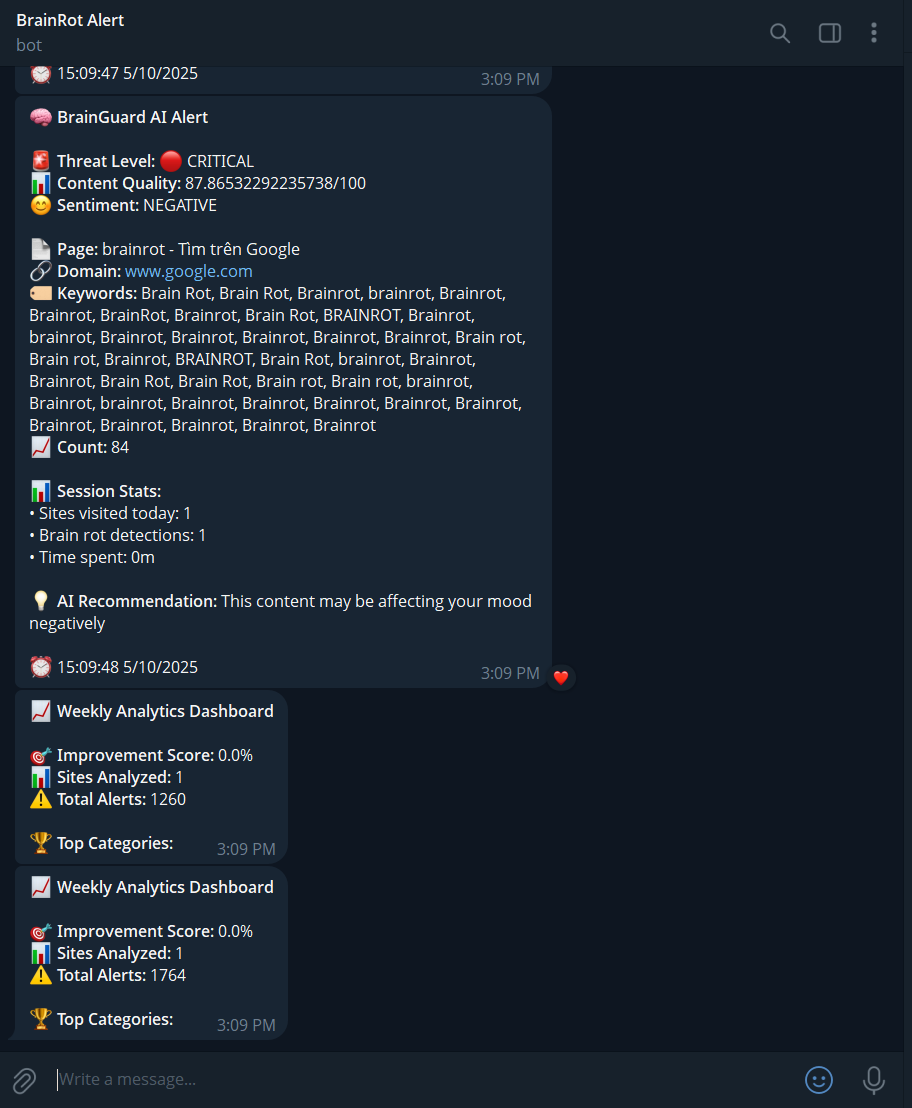 BrainRot Alert
bot
15:09:47 5/10/2025
3:09 PM
BrainGuard AI Alert
Threat Level: CRITICAL
Content Quality: 87.86532292235738/100
Sentiment: NEGATIVE
Page: brainrot - Tìm trên Google
Domain: www.google.com
Keywords: Brain Rot, Brain Rot, Brainrot, brainrot, Brainrot,
Brainrot, BrainRot, Brainrot, Brain Rot, BRAINROT, Brainrot,
brainrot, Brainrot, Brainrot, Brainrot, Brainrot, Brainrot, Brain rot,
Brain rot, Brainrot, BRAINROT, Brain Rot, brainrot, Brainrot,
Brainrot, Brain Rot, Brain Rot, Brain rot, Brain rot, brainrot,
Brainrot, brainrot, Brainrot, Brainrot, Brainrot, Brainrot, Brainrot,
Brainrot, Brainrot, Brainrot, Brainrot, Brainrot
Count: 84
Session Stats:
• Sites visited today: 1
• Brain rot detections: 1
• Time spent: 0m
AI Recommendation: This content may be affecting your mood
negatively
15:09:48 5/10/2025
3:09 PM
Weekly Analytics Dashboard
Improvement Score: 0.0%
Sites Analyzed: 1
Total Alerts: 1260
Top Categories:
3:09 PM
Weekly Analytics Dashboard
Improvement Score: 0.0%
Sites Analyzed: 1
Total Alerts: 1764
Top Categories:
3:09 PM
Write a message...